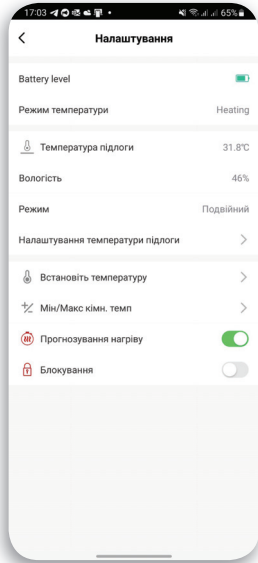 17:03 65%
Налаштування
Battery level
Режим температури Heating
Температура підлоги 31.8°C
Вологість 46%
Режим Подвійний
Налаштування температури підлоги
Встановіть температуру
Мін/Макс кімн. темп
Прогнозування нагріву
Блокування